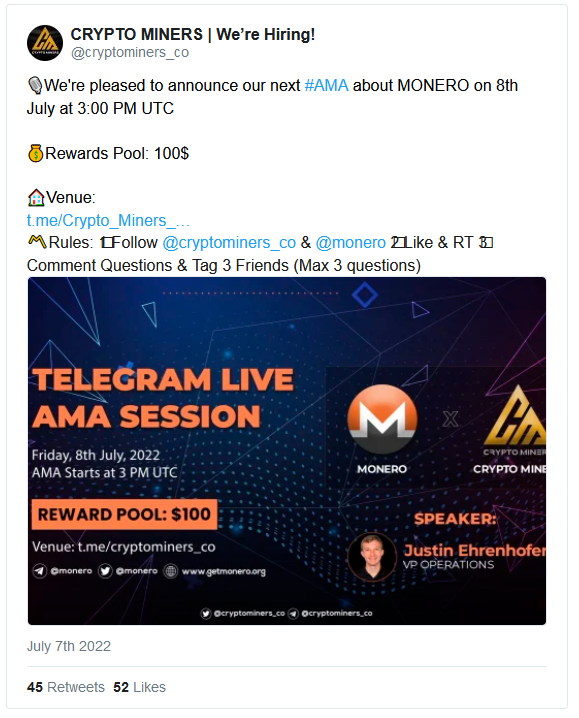 CRYPTO MINERS | We’re Hiring!
@cryptominers_co
🎙️We're pleased to announce our next #AMA about MONERO on 8th
July at 3:00 PM UTC
💰Rewards Pool: 100$
🏠Venue:
t.me/Crypto_Miners_…
〽️Rules: 1⃣Follow @cryptominers_co & @monero 2⃣Like & RT 3⃣
Comment Questions & Tag 3 Friends (Max 3 questions)
TELEGRAM LIVE
AMA SESSION
Friday, 8th July, 2022
AMA Starts at 3 PM UTC
REWARD POOL: $100
Venue: t.me/cryptominers_co
@monero @monero www.getmonero.org
MONERO
X
CRYPTO MINER
CRYPTO MINE
SPEAKER:
Justin Ehrenhofer
VP OPERATIONS
@cryptominers_co @cryptominers_co
July 7th 2022
45 Retweets 52 Likes